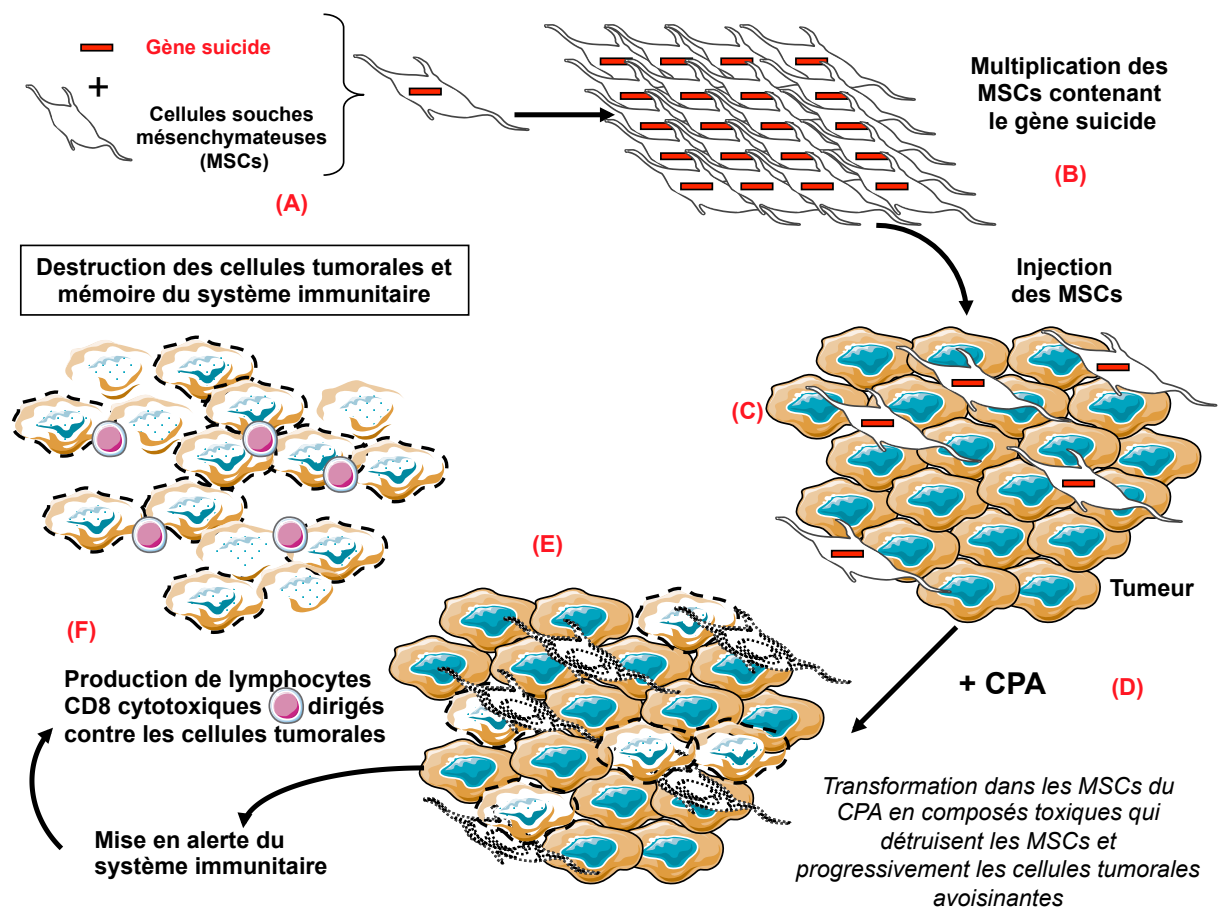 Gène suicide
+
Cellules souches
mésenchymateuses
(MSCs)
(A)
Multiplication des
MSCs contenant
le gène suicide
(B)
Injection
des MSCs
(C)
Tumeur
+ CPA
(D)
Transformation dans les MSCs du
CPA en composés toxiques qui
détruisent les MSCs et
progressivement les cellules tumorales
avoisinantes
(E)
Mise en alerte du
système immunitaire
(F)
Production de lymphocytes
CD8 cytotoxiques dirigés
contre les cellules tumorales
Destruction des cellules tumorales et
mémoire du système immunitaire